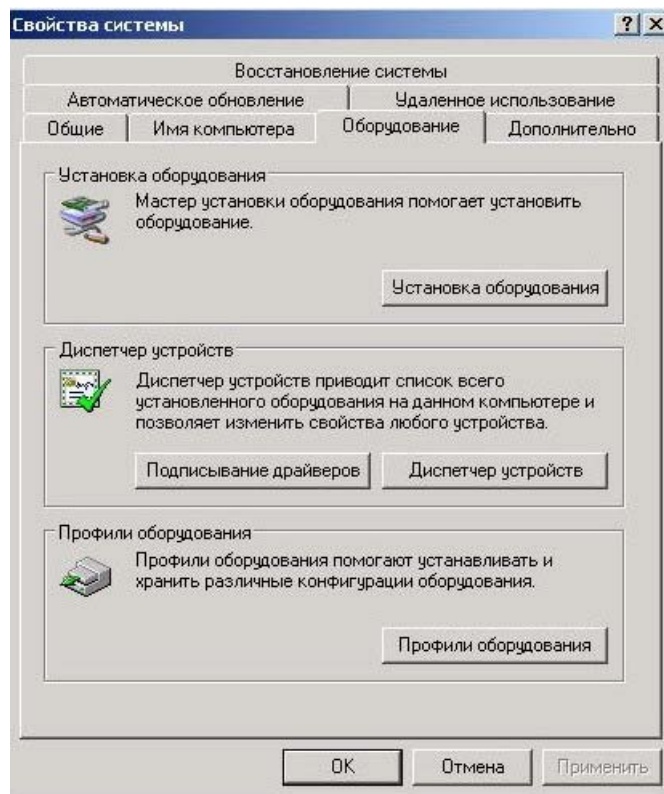 Свойства системы
Восстановление системы
Автоматическое обновление
Удаленное использование
Общие
Имя компьютера
Оборудование
Дополнительно
Установка оборудования
Мастер установки оборудования помогает установить
оборудование.
Установка оборудования
Диспетчер устройств
Диспетчер устройств приводит список всего
установленного оборудования на данном компьютере и
позволяет изменить свойства любого устройства.
Подписывание драйверов
Диспетчер устройств
Профили оборудования
Профили оборудования помогают устанавливать и
хранить различные конфигурации оборудования.
Профили оборудования
OK
Отмена
Применить